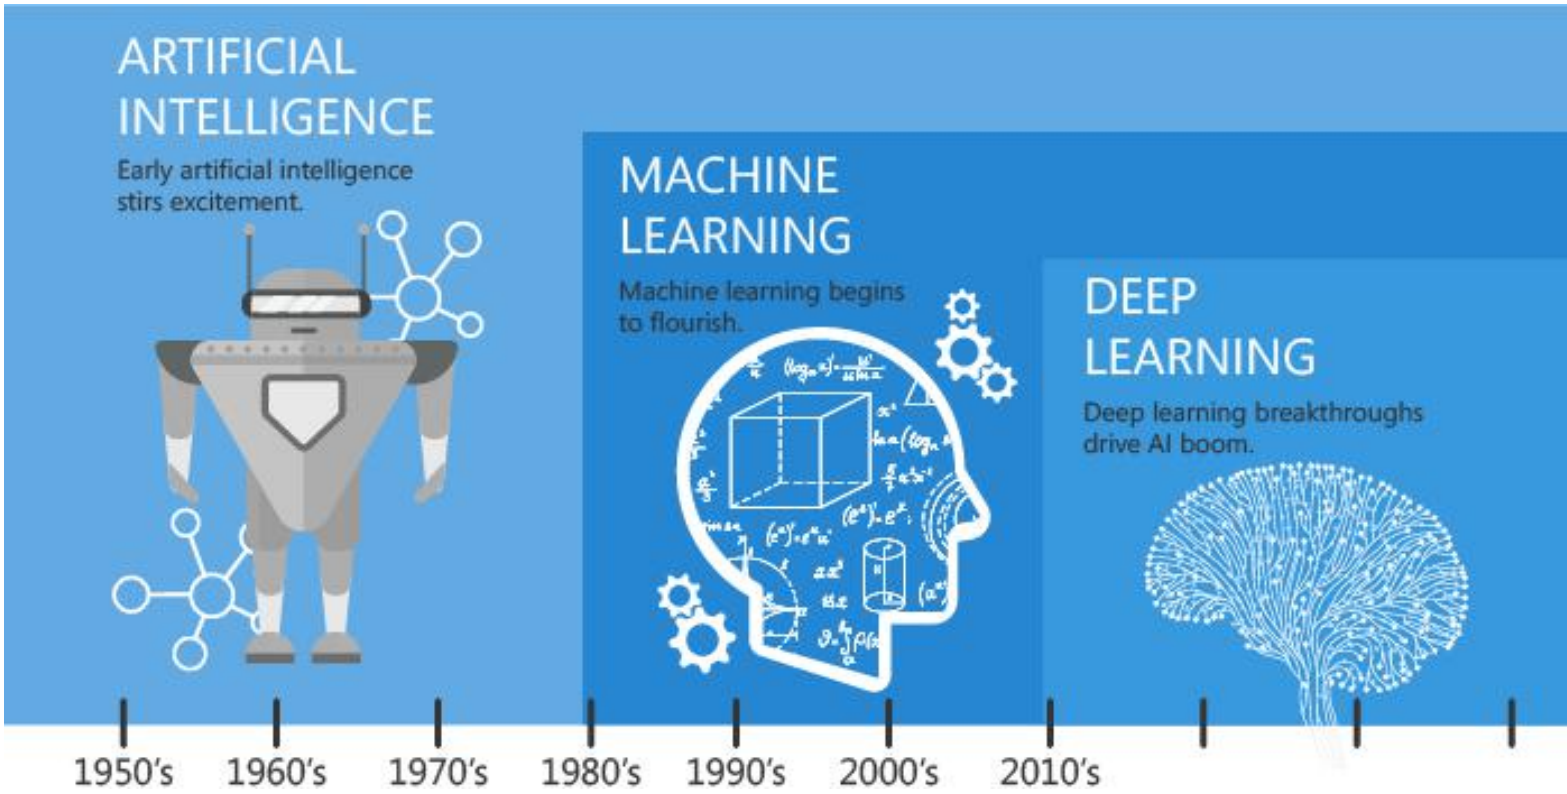 ARTIFICIAL
INTELLIGENCE
Early artificial intelligence
stirs excitement.
MACHINE
LEARNING
Machine learning begins
to flourish.
DEEP
LEARNING
Deep learning breakthroughs
drive AI boom.
1950's 1960's 1970's 1980's 1990's 2000's 2010's